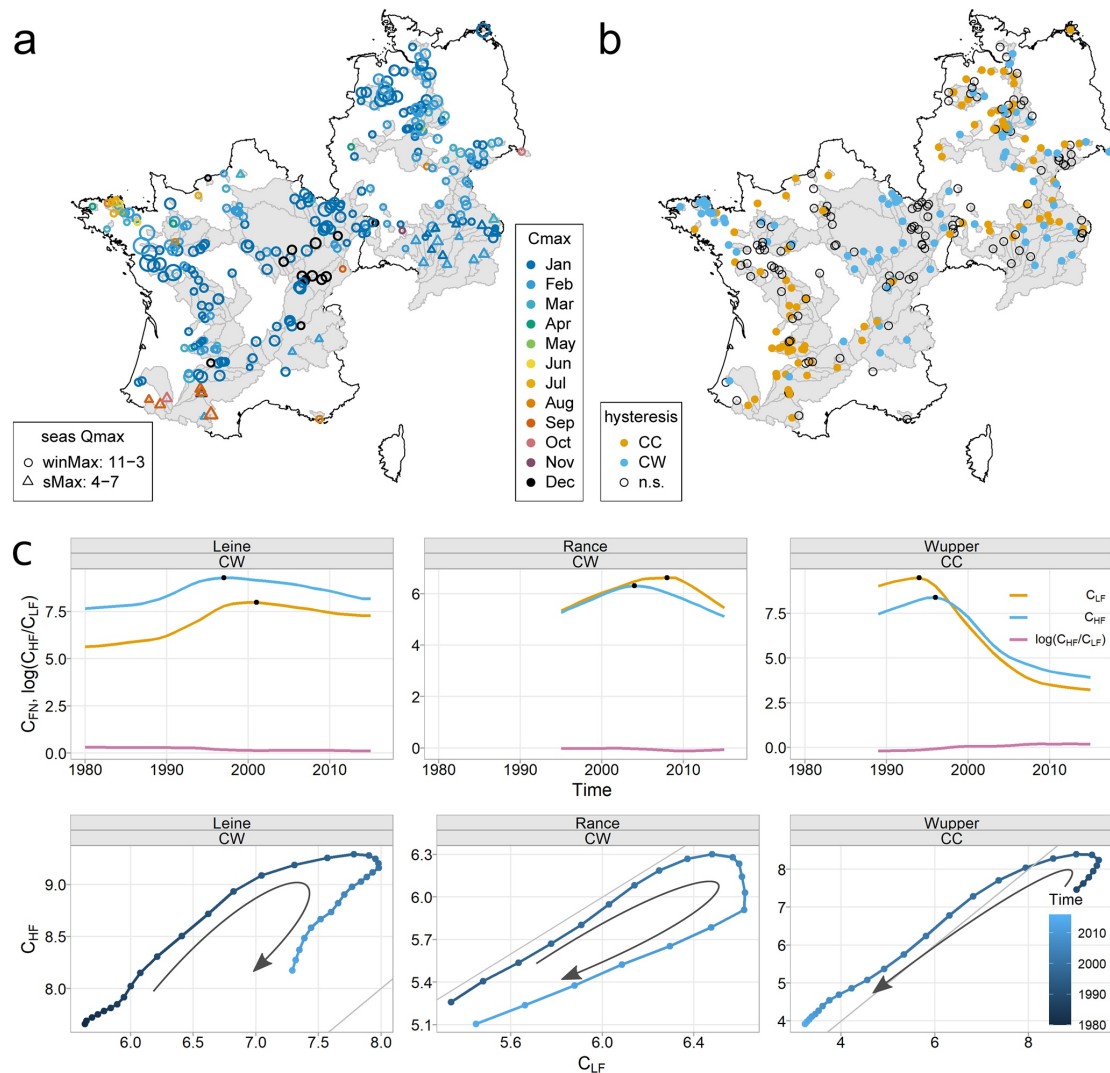 a
b
Cmax
Jan
Feb
Mar
Apr
May
Jun
Jul
Aug
Sep
Oct
Nov
Dec
seas Qmax
winMax: 11−3
sMax: 4−7
hysteresis
CC
CW
n.s.
c
Leine
CW
Rance
CW
Wupper
CC
C_FN, log(C_HF/C_LF)
7.5
5.0
2.5
0.0
6
4
2
0
7.5
5.0
2.5
0.0
C_LF
C_HF
log(C_HF/C_LF)
1980 1990 2000 2010
1980 1990 2000 2010
1980 1990 2000 2010
Time
Leine
CW
Rance
CW
Wupper
CC
C_HF
9.0
8.5
8.0
6.3
6.0
5.7
5.4
5.1
8
7
6
5
4
Time
2010
2000
1990
1980
6.0 6.5 7.0 7.5 8.0
5.6 6.0 6.4
4 6 8
C_LF